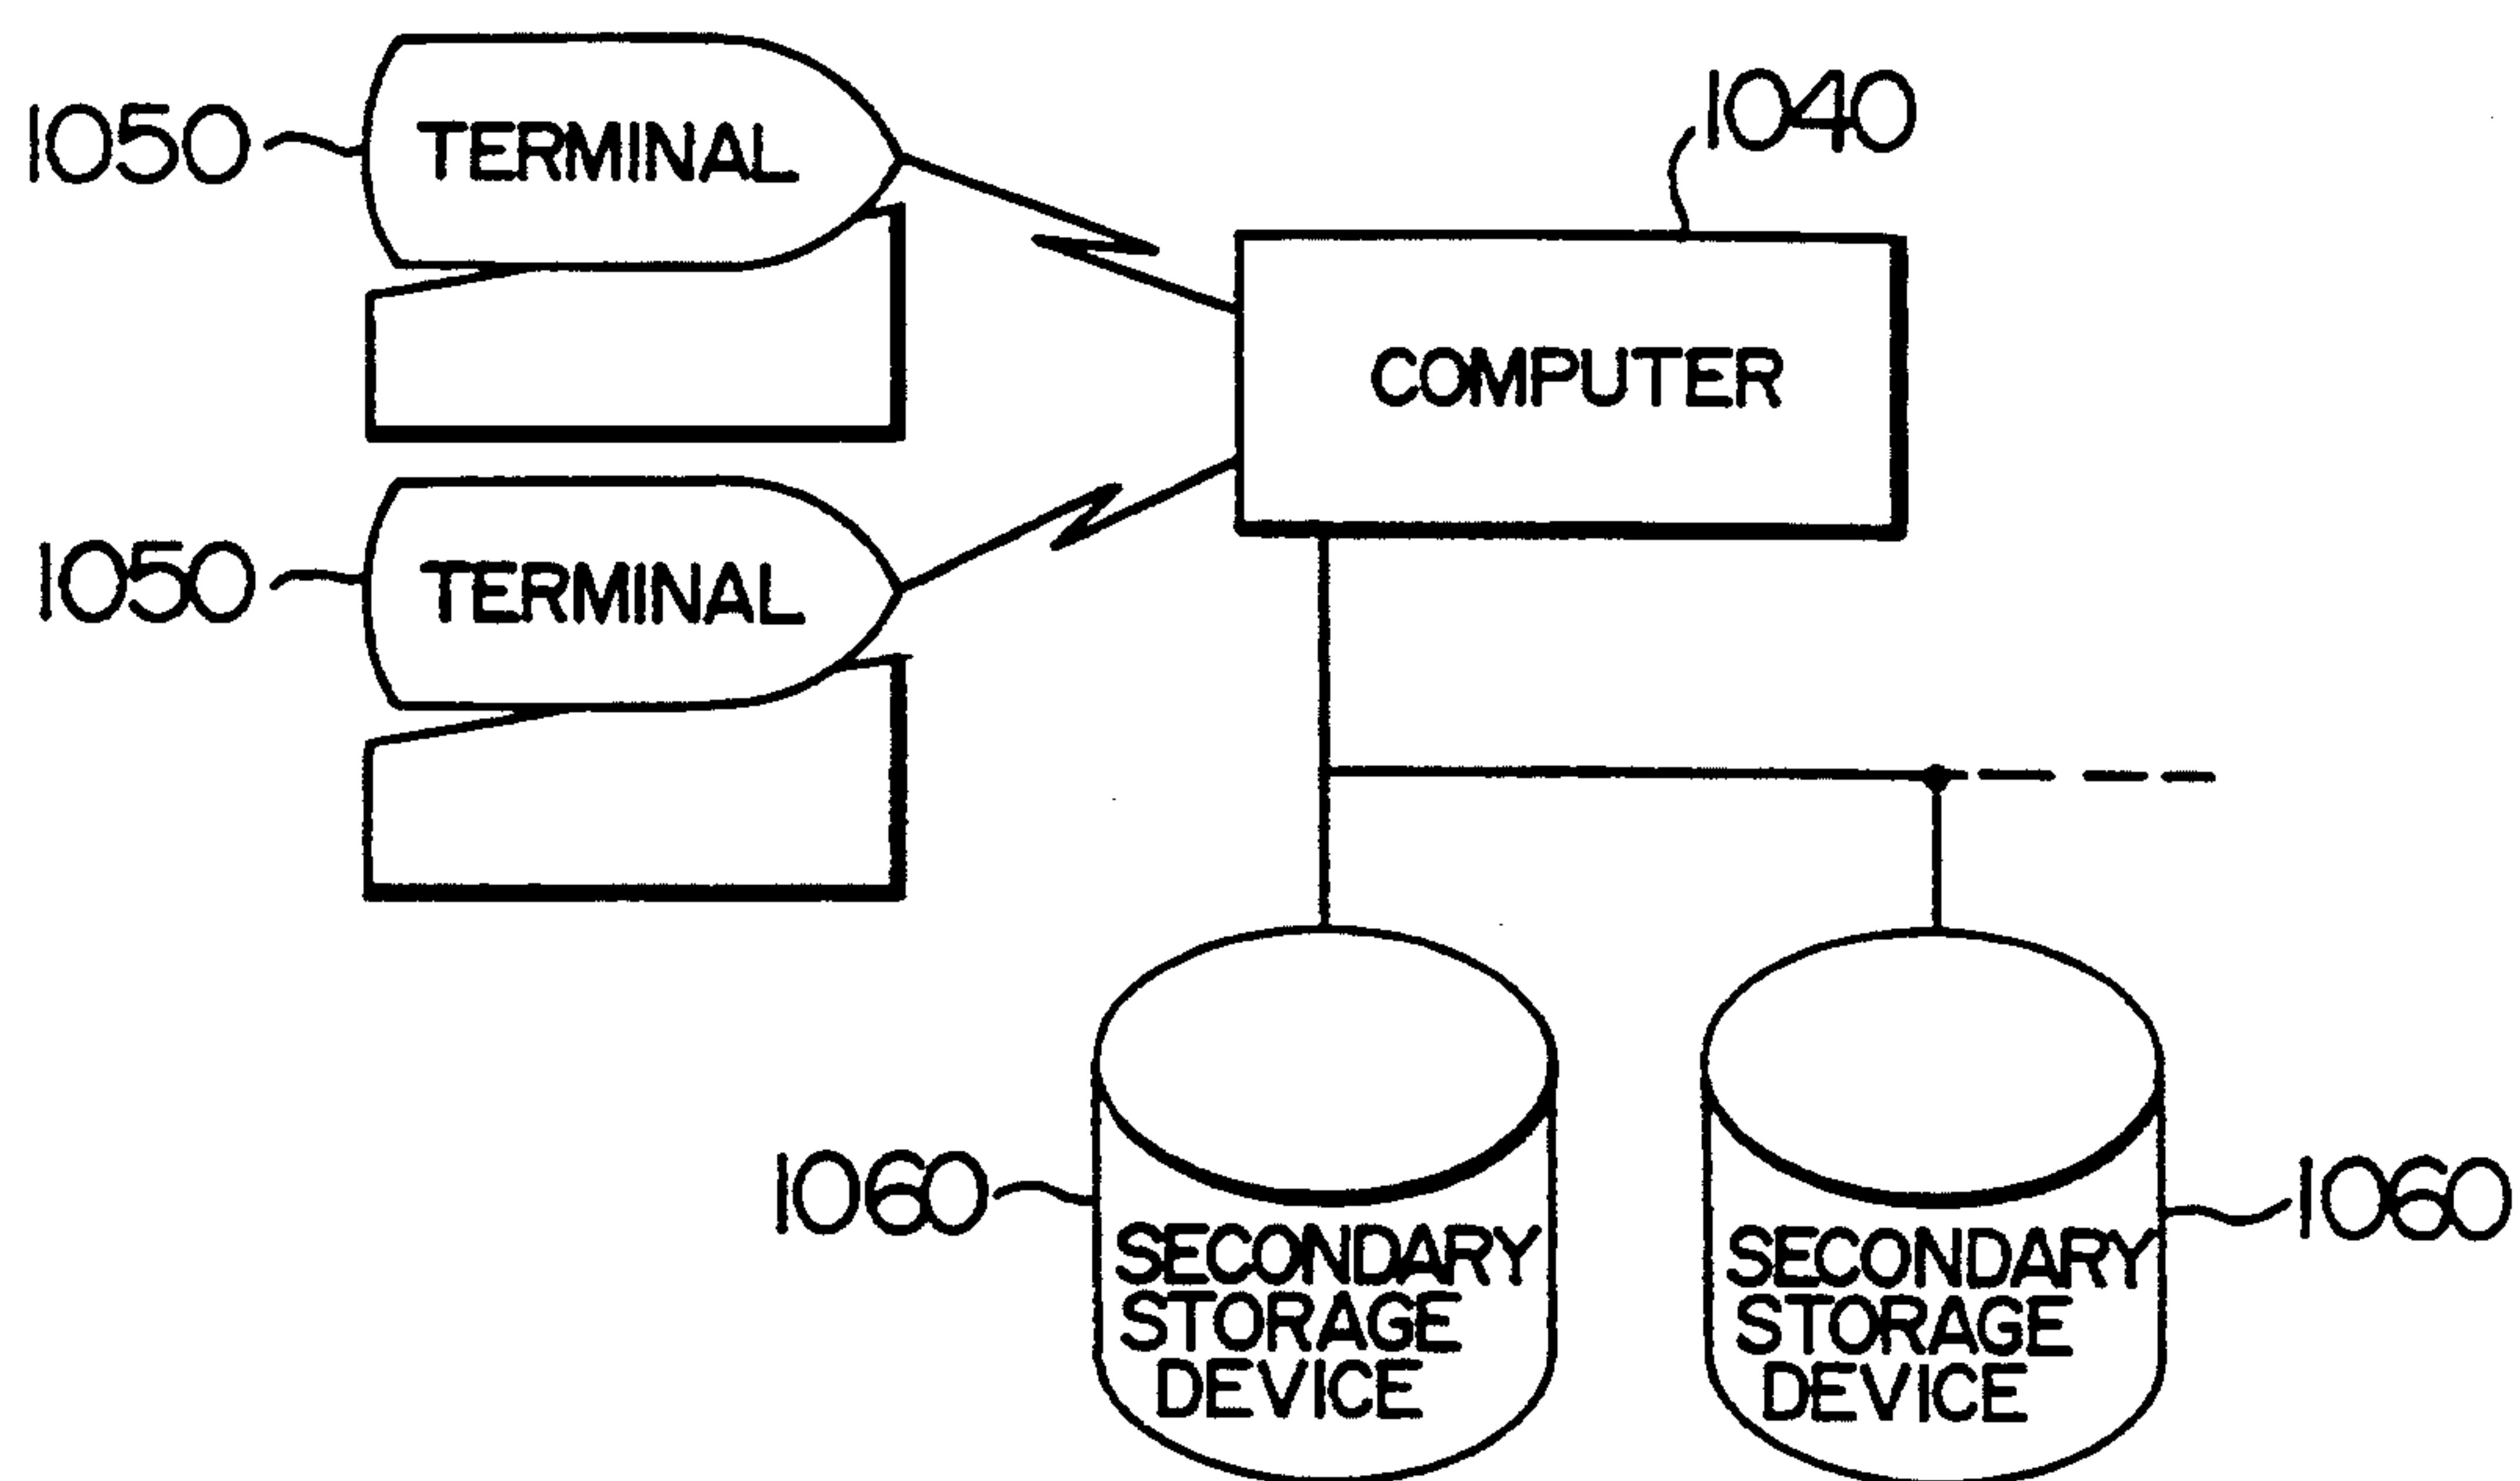 1050
TERMINAL
1040
COMPUTER
1050
TERMINAL
1060
SECONDARY
STORAGE
DEVICE
SECONDARY
STORAGE
DEVICE
1060